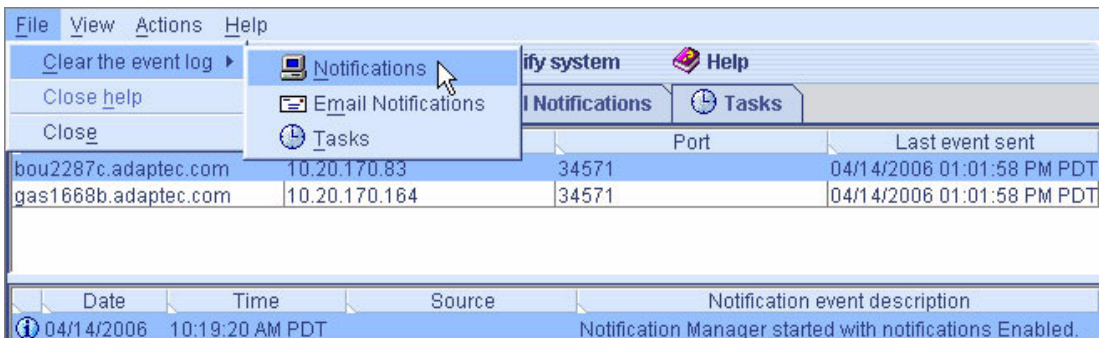 File View Actions Help
Clear the event log Notifications ify system Help
Close help Email Notifications l Notifications Tasks
Close Tasks Port Last event sent
bou2287c.adaptec.com 10.20.170.83 34571 04/14/2006 01:01:58 PM PDT
gas1668b.adaptec.com 10.20.170.164 34571 04/14/2006 01:01:58 PM PDT
Date Time Source Notification event description
04/14/2006 10:19:20 AM PDT Notification Manager started with notifications Enabled.